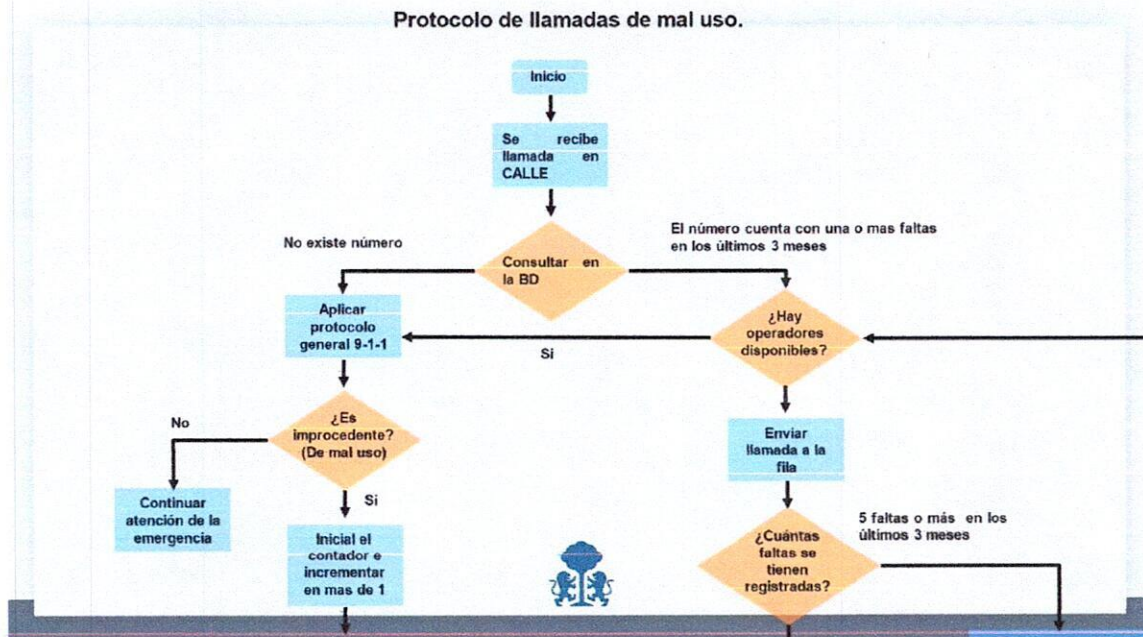 Protocolo de llamadas de mal uso.
Inicio
Se recibe
llamada en
CALLE
No existe número
El número cuenta con una o mas faltas
en los últimos 3 meses
Consultar en
la BD
Aplicar
protocolo
general 9-1-1
¿Hay
operadores
disponibles?
Si
¿Es
improcedente?
(De mal uso)
No
Enviar
llamada a la
fila
Continuar
atención de la
emergencia
Si
5 faltas o más en los
últimos 3 meses
Inicial el
contador e
incrementar
en mas de 1
¿Cuántas
faltas se
tienen
registradas?